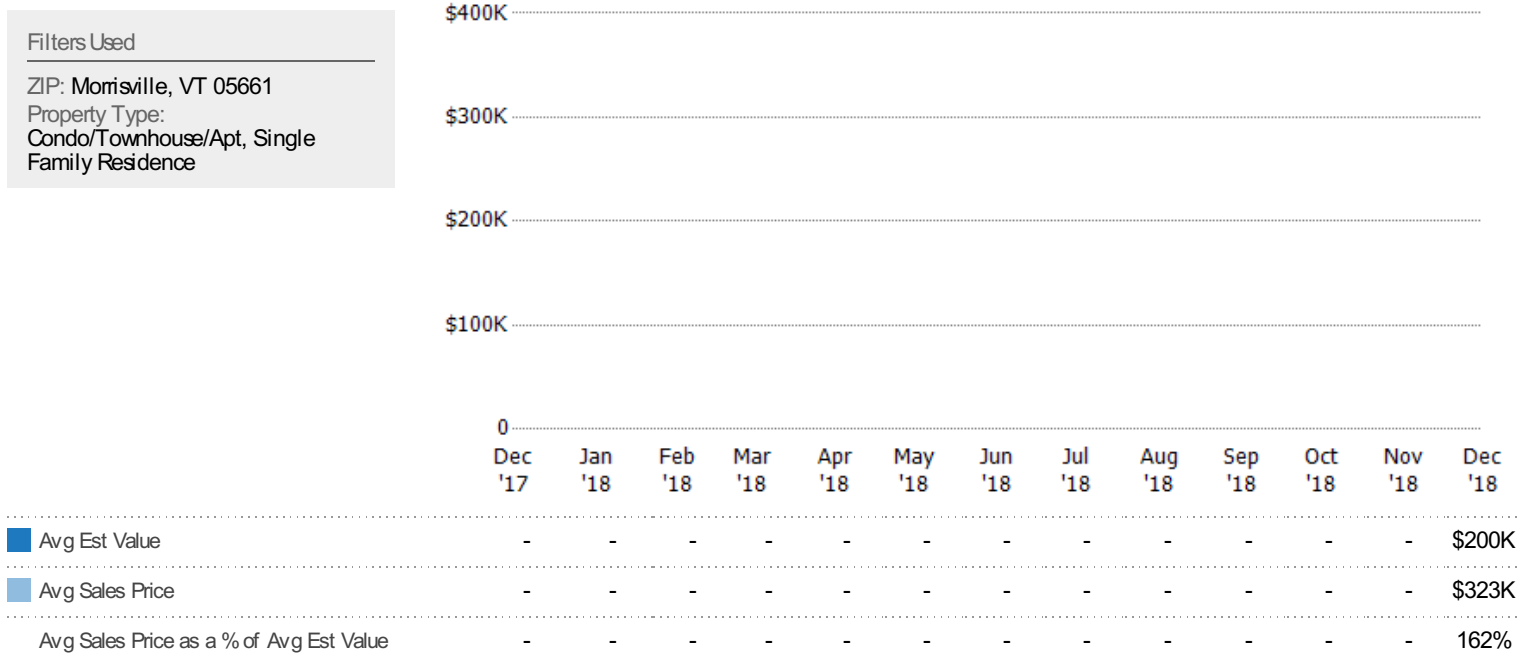 Filters Used
ZIP: Morrisville, VT 05661
Property Type:
Condo/Townhouse/Apt, Single
Family Residence
$400K
$300K
$200K
$100K
0
Dec Jan Feb Mar Apr May Jun Jul Aug Sep Oct Nov Dec
'17 '18 '18 '18 '18 '18 '18 '18 '18 '18 '18 '18 '18
Avg Est Value - - - - - - - - - - - - $200K
Avg Sales Price - - - - - - - - - - - - $323K
Avg Sales Price as a % of Avg Est Value - - - - - - - - - - - - 162%